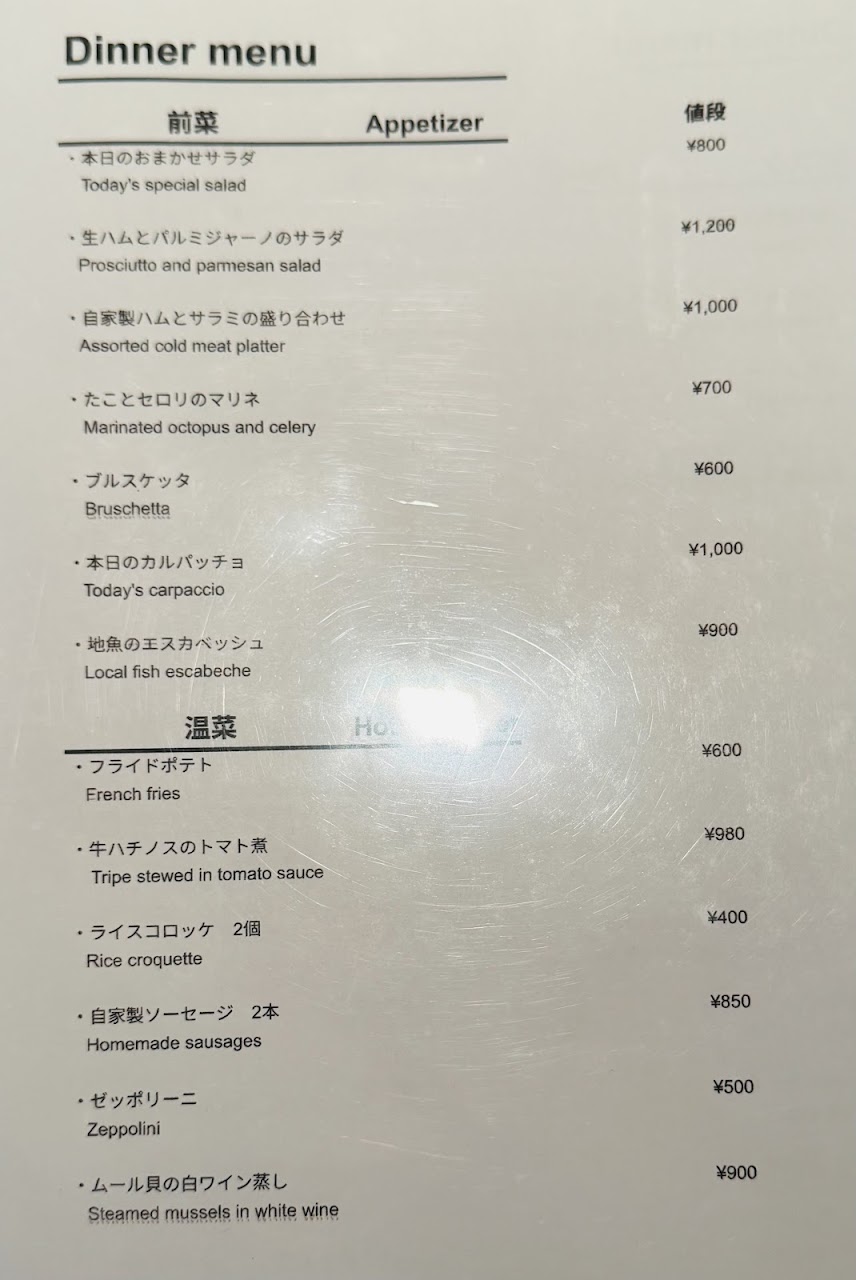 Dinner menu
前菜 Appetizer 値段
・本日のおまかせサラダ ¥800
Today's special salad
・生ハムとパルミジャーノのサラダ ¥1,200
Prosciutto and parmesan salad
・自家製ハムとサラミの盛り合わせ ¥1,000
Assorted cold meat platter
・たことセロリのマリネ ¥700
Marinated octopus and celery
・ブルスケッタ ¥600
Bruschetta
・本日のカルパッチョ ¥1,000
Today's carpaccio
・地魚のエスカベッシュ ¥900
Local fish escabeche
温菜
・フライドポテト ¥600
French fries
・牛ハチノスのトマト煮 ¥980
Tripe stewed in tomato sauce
・ライスコロッケ 2個 ¥400
Rice croquette
・自家製ソーセージ 2本 ¥850
Homemade sausages
・ゼッポリーニ ¥500
Zeppolini
・ムール貝の白ワイン蒸し ¥900
Steamed mussels in white wine